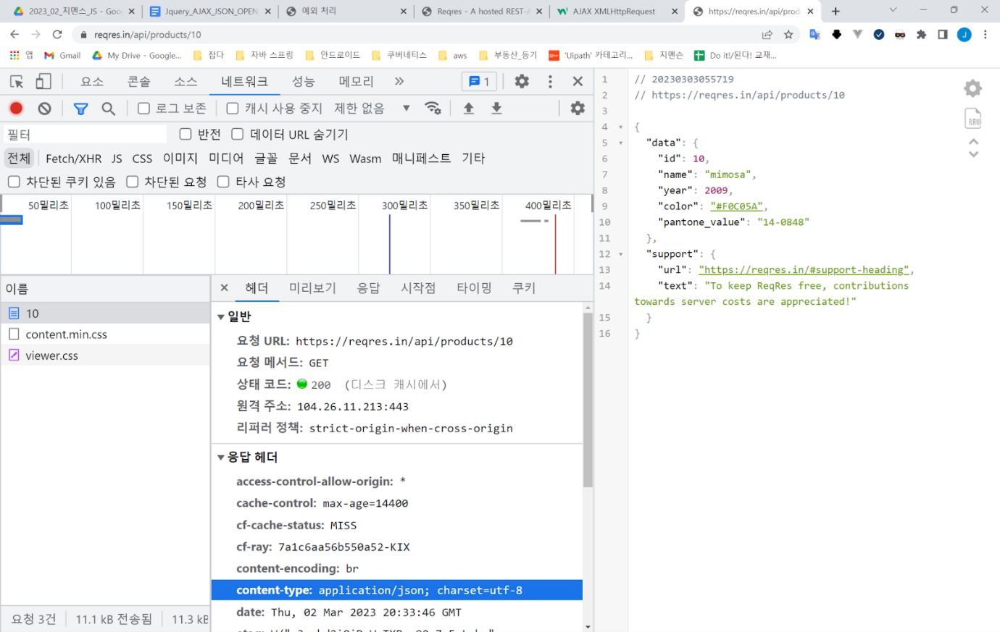 2023_02_지멘스_JS - Goo
Jquery_AJAX_JSON_OPEN
예외 처리
Reqres - A hosted REST-A
AJAX XMLHttpRequest
https://reqres.in/api/prod
reqres.in/api/products/10
앱
Gmail
My Drive - Google...
잡다
자바 스프링
안드로이드
쿠버네티스
aws
부동산_등기
'Uipath' 카테고리...
지멘슨
Do it!/된다! 교재...
요소 콘솔 소스 네트워크 성능 메모리 1
로그 보존 캐시 사용 중지 제한 없음
필터 반전 데이터 URL 숨기기
전체 Fetch/XHR JS CSS 이미지 미디어 글꼴 문서 WS Wasm 매니페스트 기타
차단된 쿠키 있음 차단된 요청 타사 요청
50밀리초 100밀리초 150밀리초 200밀리초 250밀리초 300밀리초 350밀리초 400밀리초
이름
10
content.min.css
viewer.css
요청 3건 11.1 kB 전송됨 11.3 kB
헤더 미리보기 응답 시작점 타이밍 쿠키
일반
요청 URL: https://reqres.in/api/products/10
요청 메서드: GET
상태 코드: 200 (디스크 캐시에서)
원격 주소: 104.26.11.213:443
리퍼러 정책: strict-origin-when-cross-origin
응답 헤더
access-control-allow-origin: *
cache-control: max-age=14400
cf-cache-status: MISS
cf-ray: 7a1c6aa56b550a52-KIX
content-encoding: br
content-type: application/json; charset=utf-8
date: Thu, 02 Mar 2023 20:33:46 GMT
1 // 20230303055719
2 // https://reqres.in/api/products/10
3
4 {
5 "data": {
6 "id": 10,
7 "name": "mimosa",
8 "year": 2009,
9 "color": "#F0C05A",
10 "pantone_value": "14-0848"
11 },
12 "support": {
13 "url": "https://reqres.in/#support-heading",
14 "text": "To keep ReqRes free, contributions
towards server costs are appreciated!"
15 }
16 }
RAW
J